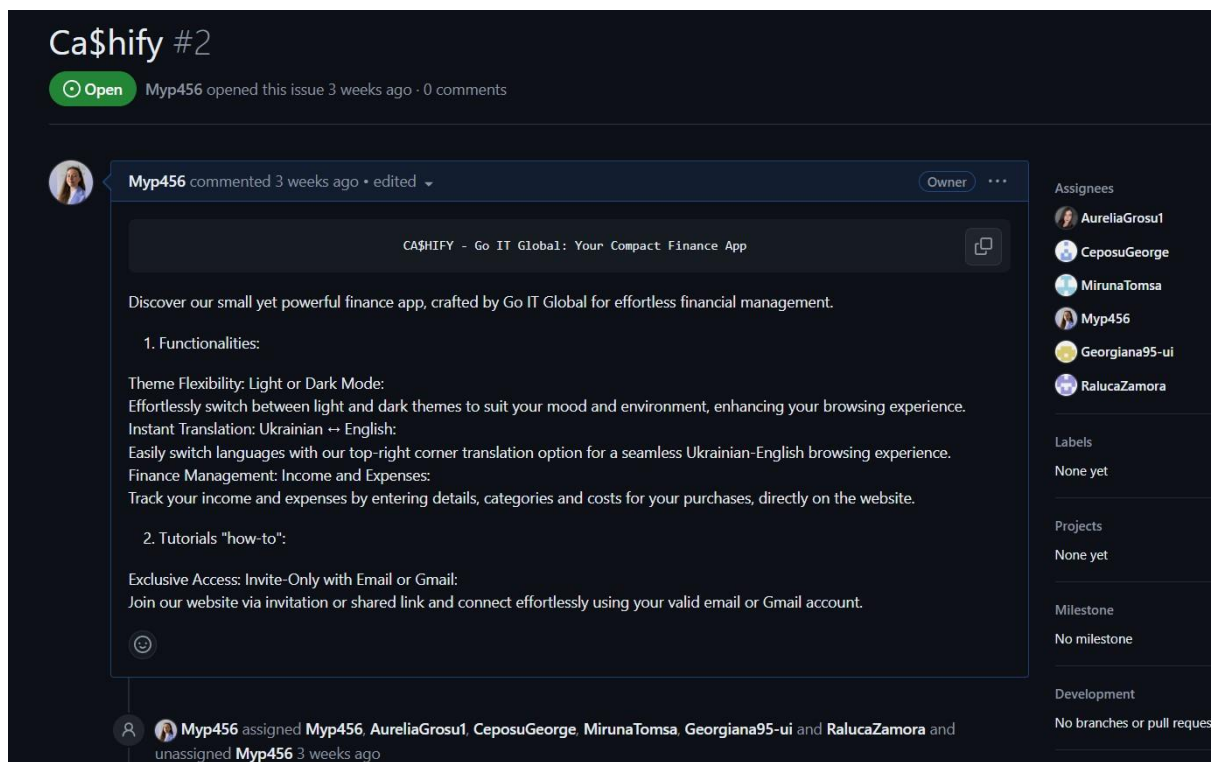 Ca$hify #2
Open Myp456 opened this issue 3 weeks ago · 0 comments
Myp456 commented 3 weeks ago • edited
Owner
CA$HIFY - Go IT Global: Your Compact Finance App
Discover our small yet powerful finance app, crafted by Go IT Global for effortless financial management.
1. Functionalities:
Theme Flexibility: Light or Dark Mode:
Effortlessly switch between light and dark themes to suit your mood and environment, enhancing your browsing experience.
Instant Translation: Ukrainian ↔ English:
Easily switch languages with our top-right corner translation option for a seamless Ukrainian-English browsing experience.
Finance Management: Income and Expenses:
Track your income and expenses by entering details, categories and costs for your purchases, directly on the website.
2. Tutorials "how-to":
Exclusive Access: Invite-Only with Email or Gmail:
Join our website via invitation or shared link and connect effortlessly using your valid email or Gmail account.
Myp456 assigned Myp456, AureliaGrosu1, CeposuGeorge, MirunaTomsa, Georgiana95-ui and RalucaZamora and
unassigned Myp456 3 weeks ago
Assignees
AureliaGrosu1
CeposuGeorge
MirunaTomsa
Myp456
Georgiana95-ui
RalucaZamora
Labels
None yet
Projects
None yet
Milestone
No milestone
Development
No branches or pull reques